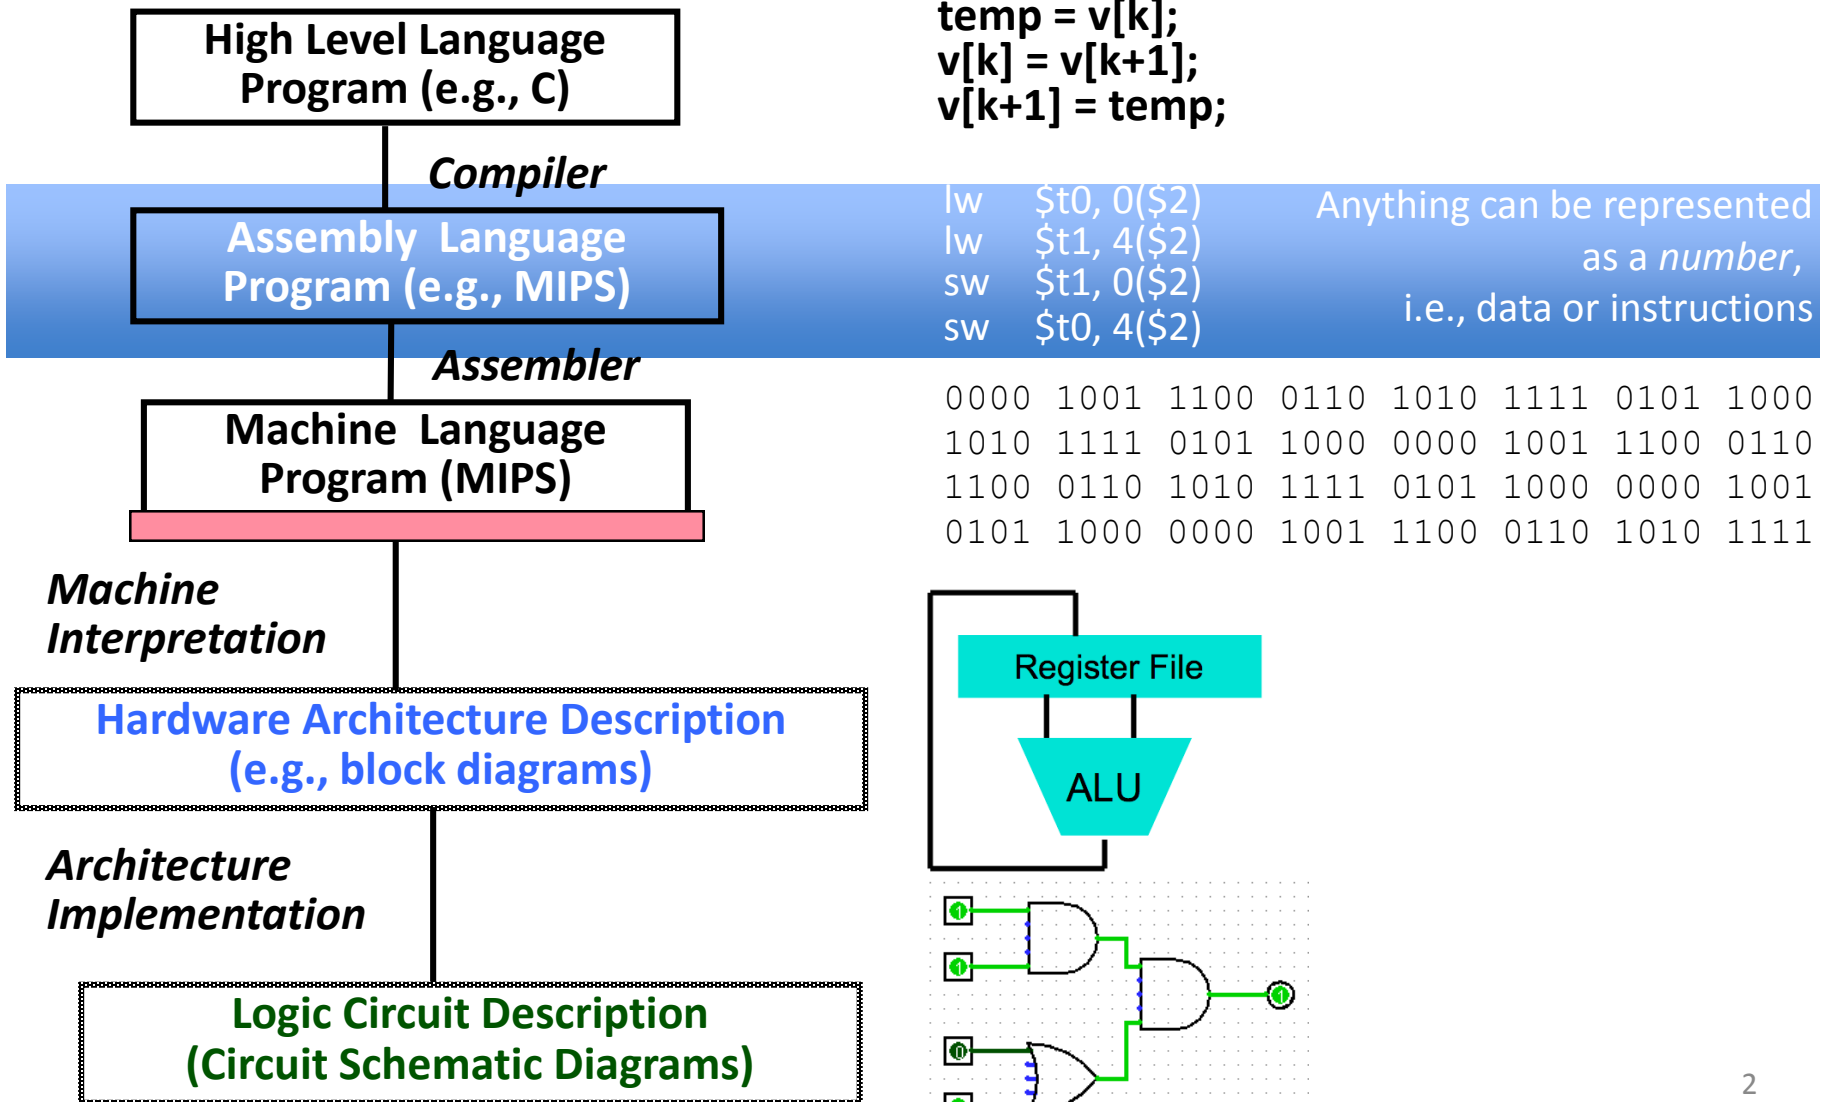 High Level Language
Program (e.g., C)
temp = v[k];
v[k] = v[k+1];
v[k+1] = temp;
Compiler
Assembly Language
Program (e.g., MIPS)
lw $t0, 0($2)
lw $t1, 4($2)
sw $t1, 0($2)
sw $t0, 4($2)
Anything can be represented
as a number,
i.e., data or instructions
Assembler
Machine Language
Program (MIPS)
0000 1001 1100 0110 1010 1111 0101 1000
1010 1111 0101 1000 0000 1001 1100 0110
1100 0110 1010 1111 0101 1000 0000 1001
0101 1000 0000 1001 1100 0110 1010 1111
Machine
Interpretation
Register File
ALU
Hardware Architecture Description
(e.g., block diagrams)
Architecture
Implementation
1
1
1
0
Logic Circuit Description
(Circuit Schematic Diagrams)
2